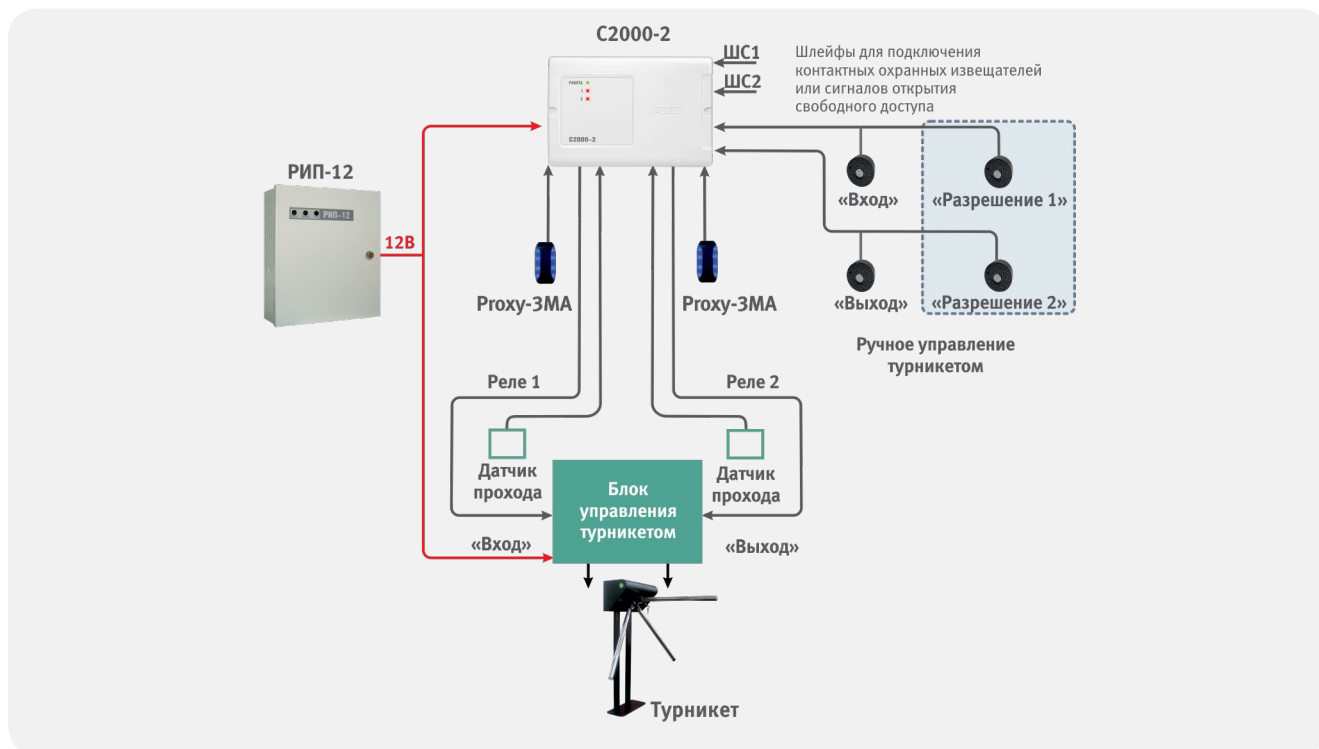 С2000-2
ШС1
ШС2
Шлейфы для подключения
контактных охранных извещателей
или сигналов открытия
свободного доступа
РАБОТА
1
2
С2000-2
РИП-12
РИП-12
12В
«Вход»
«Разрешение 1»
«Выход»
«Разрешение 2»
Proxy-3MA
Proxy-3MA
Ручное управление
турникетом
Реле 1
Реле 2
Датчик
прохода
Датчик
прохода
Блок
управления
турникетом
«Вход»
«Выход»
Турникет